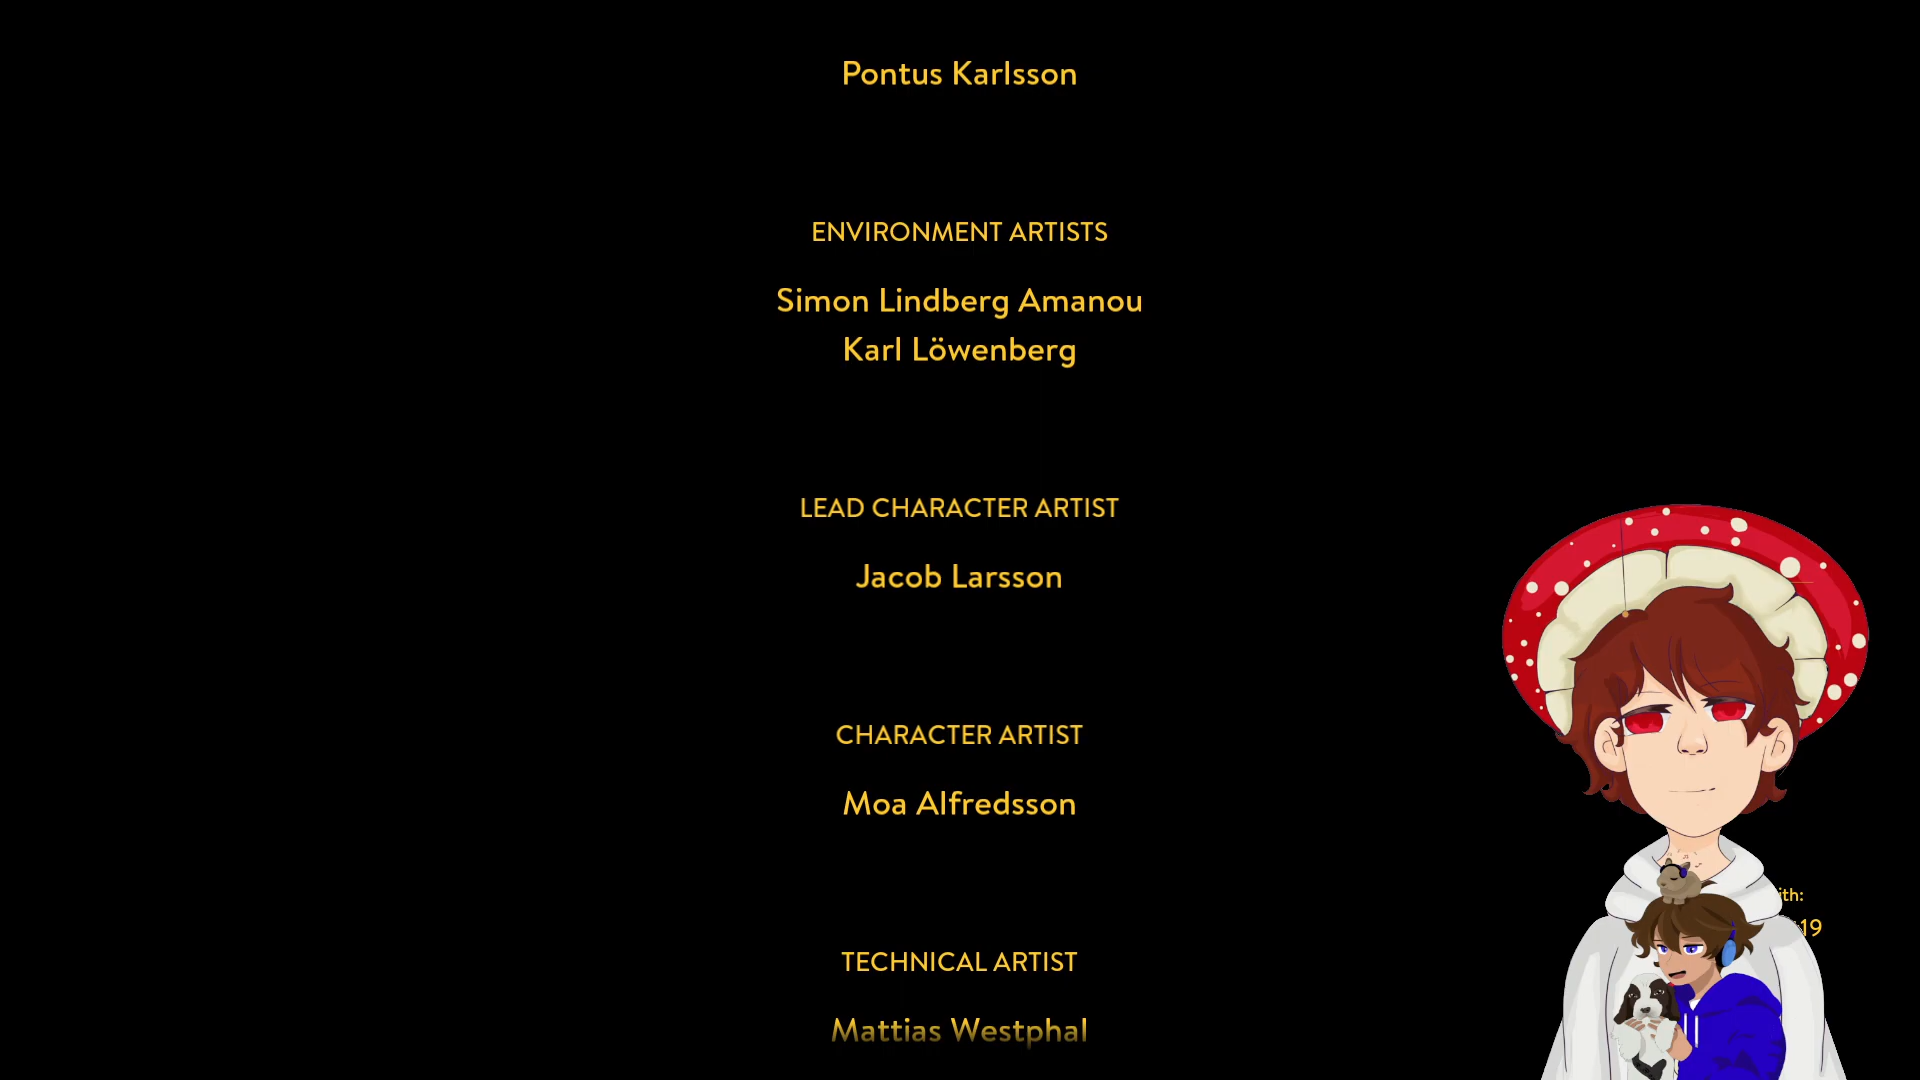 Pontus Karlsson
ENVIRONMENT ARTISTS
Simon Lindberg Amanou
Karl Löwenberg
LEAD CHARACTER ARTIST
Jacob Larsson
CHARACTER ARTIST
Moa Alfredsson
TECHNICAL ARTIST
Mattias Westphal